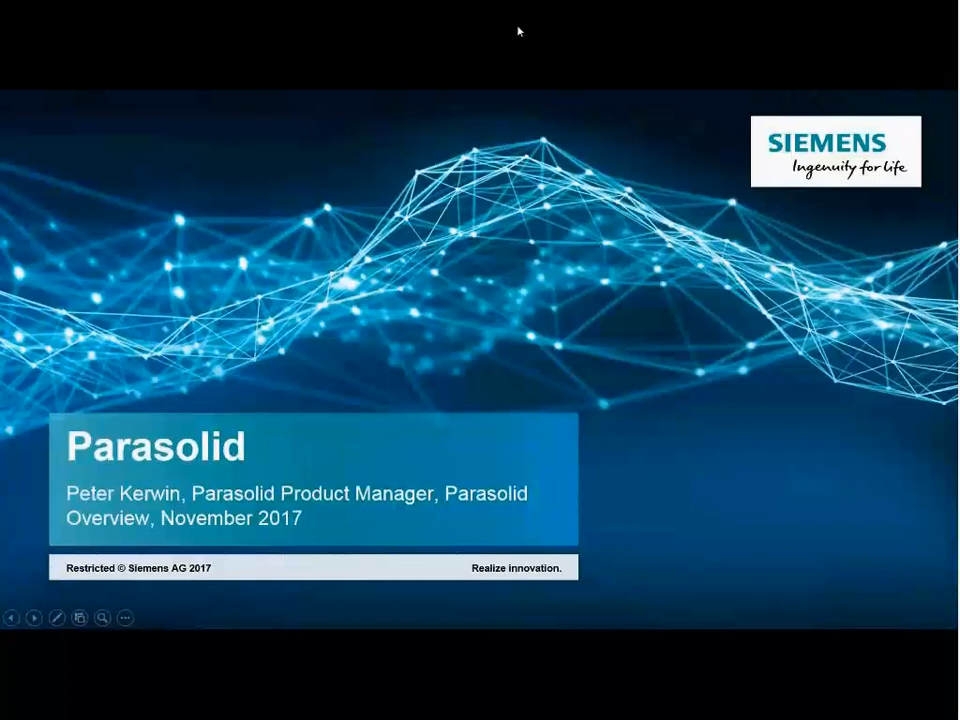 SIEMENS
Ingenuity for life
Parasolid
Peter Kerwin, Parasolid Product Manager, Parasolid
Overview, November 2017
Restricted © Siemens AG 2017
Realize innovation.